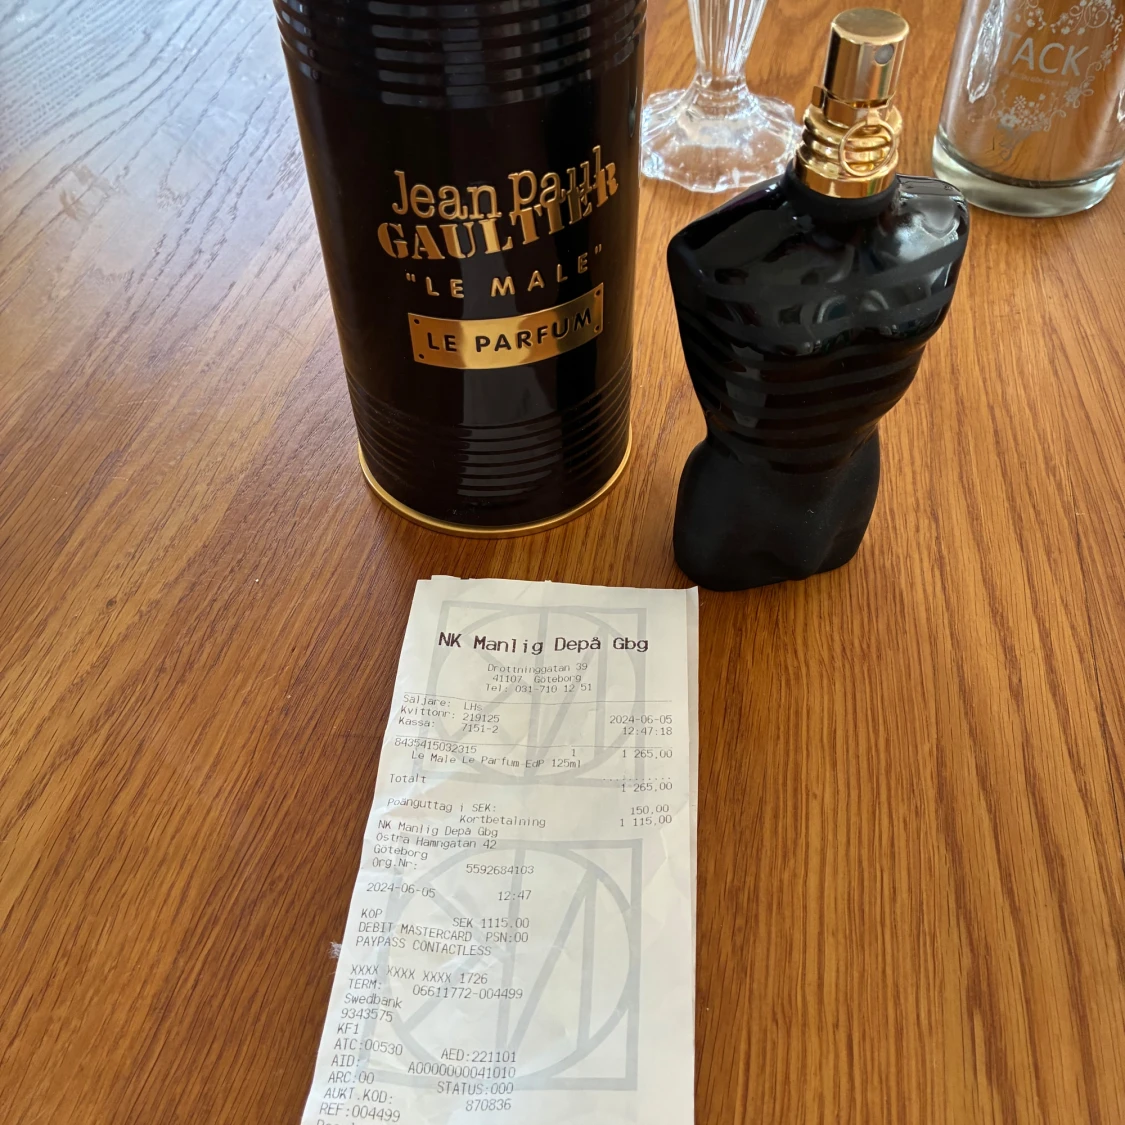 Jean Paul
GAULTIER
"LE MALE"
LE PARFUM
TACK
NK Manlig Depå Gbg
Drottninggatan 39
41107 Göteborg
Tel: 031-710 12 51
Säljare: LHs
Kvittonr: 219125 2024-06-05
Kassa: 7151-2 12:47:18
8435415032315 1 1 265,00
Le Male Le Parfum EdP 125ml
Totalt 1 265,00
Poänguttag i SEK: 150,00
Kortbetalning 1 115,00
NK Manlig Depå Gbg
Östra Hamngatan 42
Göteborg
Org.Nr: 5592684103
2024-06-05 12:47
KÖP SEK 1115.00
DEBIT MASTERCARD PSN:00
PAYPASS CONTACTLESS
XXXX XXXX XXXX 1726
TERM: 06611772-004499
Swedbank
9343575
KF1
ATC:00530 AED:221101
AID: A0000000041010
ARC:00 STATUS:000
AUKT.KOD: 870836
REF:004499